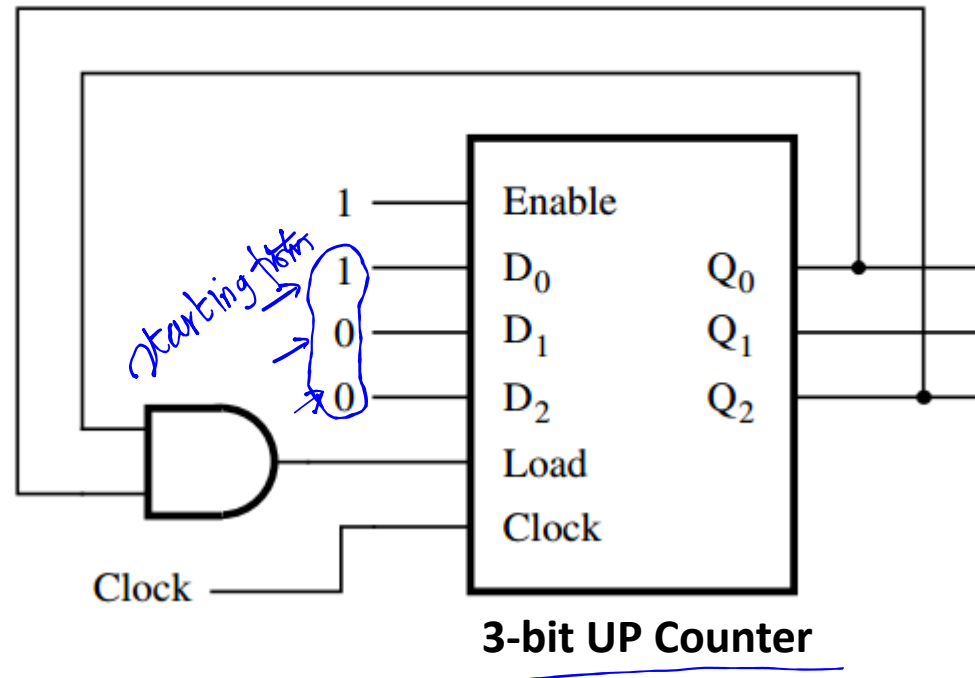 1 Enable
starting from
1 D0 Q0
0 D1 Q1
0 D2 Q2
Load
Clock
Clock
3-bit UP Counter